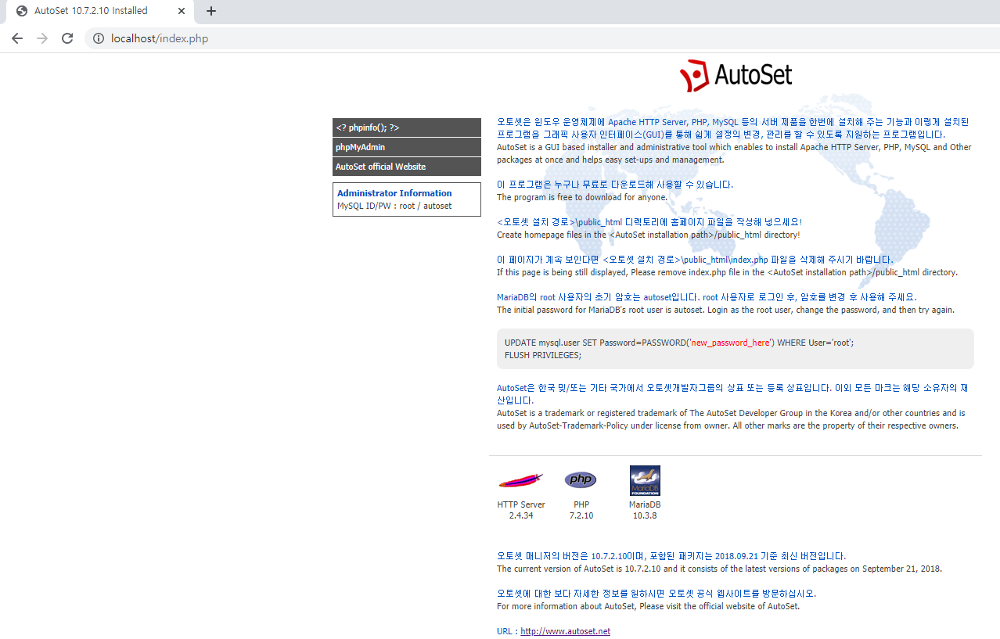 AutoSet 10.7.2.10 Installed
localhost/index.php
AutoSet
<? phpinfo(); ?>
phpMyAdmin
AutoSet official Website
Administrator Information
MySQL ID/PW : root / autoset
오토셋은 윈도우 운영체제에 Apache HTTP Server, PHP, MySQL 등의 서버 제품을 한번에 설치해 주는 기능과 이렇게 설치된
프로그램을 그래픽 사용자 인터페이스(GUI)를 통해 쉽게 설정의 변경, 관리를 할 수 있도록 지원하는 프로그램입니다.
AutoSet is a GUI based installer and administrative tool which enables to install Apache HTTP Server, PHP, MySQL and Other
packages at once and helps easy set-ups and management.
이 프로그램은 누구나 무료로 다운로드해 사용할 수 있습니다.
The program is free to download for anyone.
<오토셋 설치 경로>\public_html 디렉토리에 홈페이지 파일을 작성해 넣으세요!
Create homepage files in the <AutoSet installation path>/public_html directory!
이 페이지가 계속 보인다면 <오토셋 설치 경로>\public_html\index.php 파일을 삭제해 주시기 바랍니다.
If this page is being still displayed, Please remove index.php file in the <AutoSet installation path>/public_html directory.
MariaDB의 root 사용자의 초기 암호는 autoset입니다. root 사용자로 로그인 후, 암호를 변경 후 사용해 주세요.
The initial password for MariaDB's root user is autoset. Login as the root user, change the password, and then try again.
UPDATE mysql.user SET Password=PASSWORD('new_password_here') WHERE User='root';
FLUSH PRIVILEGES;
AutoSet은 한국 및/또는 기타 국가에서 오토셋개발자그룹의 상표 또는 등록 상표입니다. 이외 모든 마크는 해당 소유자의 재
산입니다.
AutoSet is a trademark or registered trademark of The AutoSet Developer Group in the Korea and/or other countries and is
used by AutoSet-Trademark-Policy under license from owner. All other marks are the property of their respective owners.
php
MariaDB
FOUNDATION
HTTP Server PHP MariaDB
2.4.34 7.2.10 10.3.8
오토셋 매니저의 버전은 10.7.2.10이며, 포함된 패키지는 2018.09.21 기준 최신 버전입니다.
The current version of AutoSet is 10.7.2.10 and it consists of the latest versions of packages on September 21, 2018.
오토셋에 대한 보다 자세한 정보를 원하시면 오토셋 공식 웹사이트를 방문하십시오.
For more information about AutoSet, Please visit the official website of AutoSet.
URL : http://www.autoset.net